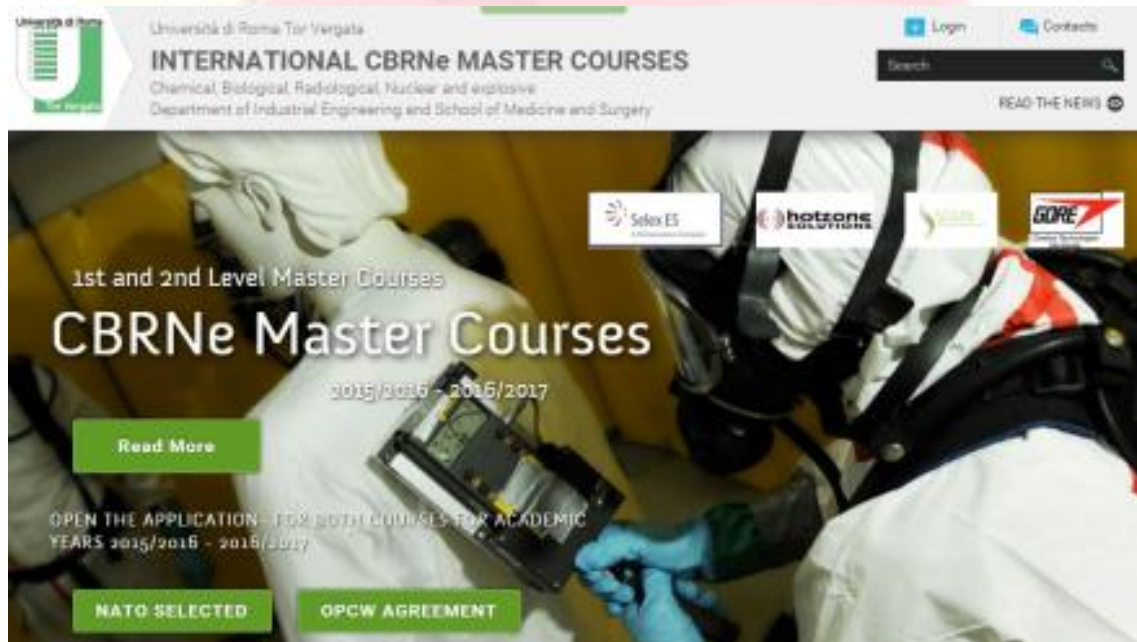 Università di Roma
Tor Vergata
Università di Roma Tor Vergata
INTERNATIONAL CBRNe MASTER COURSES
Chemical, Biological, Radiological, Nuclear and explosive
Department of Industrial Engineering and School of Medicine and Surgery
Login
Contacts
Search
READ THE NEWS
Selex ES
hotzone
SOLUTIONS
GORE
1st and 2nd Level Master Courses
CBRNe Master Courses
2015/2016 - 2016/2017
Read More
OPEN THE APPLICATION FOR BOTH COURSES FOR ACADEMIC
YEARS 2015/2016 - 2016/2017
NATO SELECTED
OPCW AGREEMENT